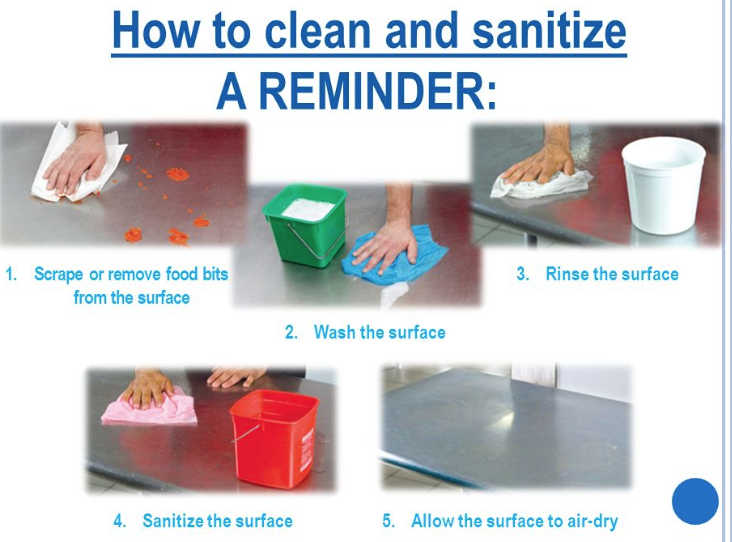 How to clean and sanitize
A REMINDER:
1. Scrape or remove food bits
from the surface
2. Wash the surface
3. Rinse the surface
4. Sanitize the surface
5. Allow the surface to air-dry